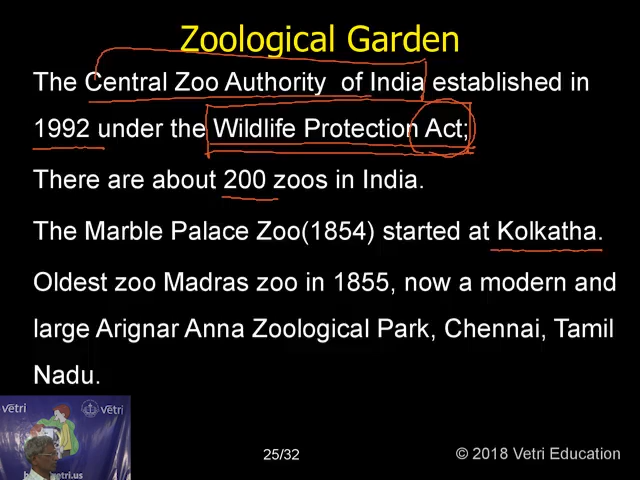 Zoological Garden
The Central Zoo Authority of India established in
1992 under the Wildlife Protection Act;
There are about 200 zoos in India.
The Marble Palace Zoo(1854) started at Kolkatha.
Oldest zoo Madras zoo in 1855, now a modern and
large Arignar Anna Zoological Park, Chennai, Tamil
Nadu.
vetri vetri
25/32 © 2018 Vetri Education